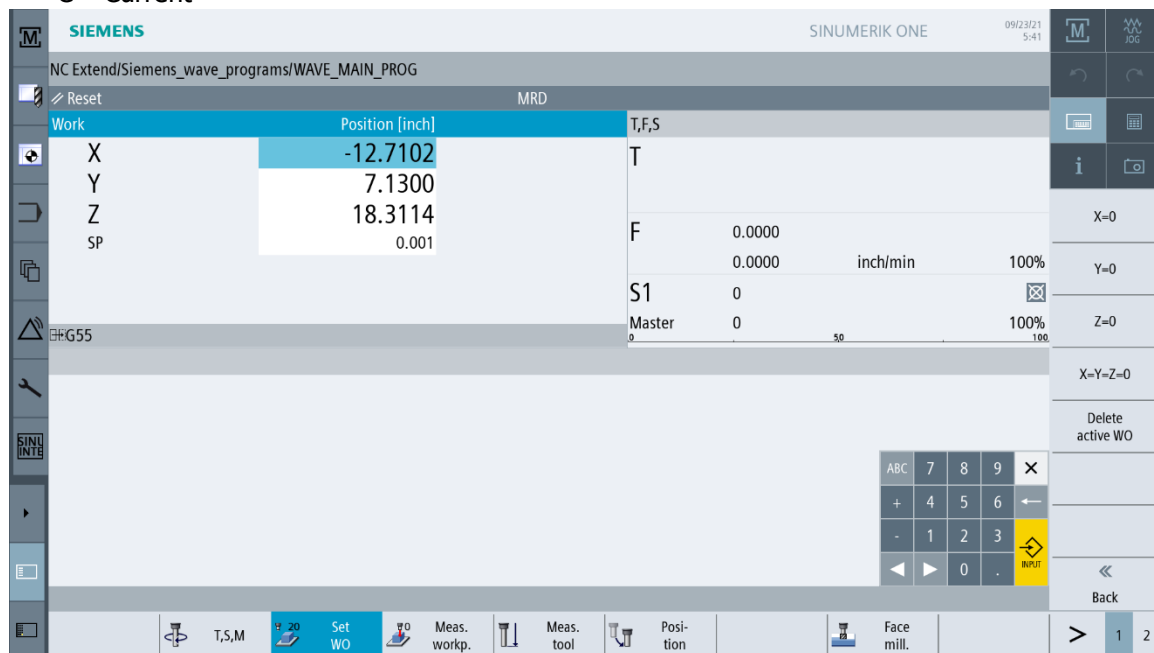 SIEMENS
SINUMERIK ONE
09/23/21
5:41
M
M
JOG
NC Extend/Siemens_wave_programs/WAVE_MAIN_PROG
Reset
MRD
Work
Position [inch]
T,F,S
X
-12.7102
T
Y
7.1300
Z
18.3114
SP
0.001
F
0.0000
0.0000
inch/min
100%
S1
0
Master
0
100%
0
50
100
G55
i
X=0
Y=0
Z=0
X=Y=Z=0
Delete
active WO
SINU
INTE
ABC 7 8 9
+ 4 5 6
- 1 2 3
INPUT
0 .
Back
T,S,M
20
Set
WO
Meas.
workp.
Meas.
tool
Posi-
tion
Face
mill.
> 1 2